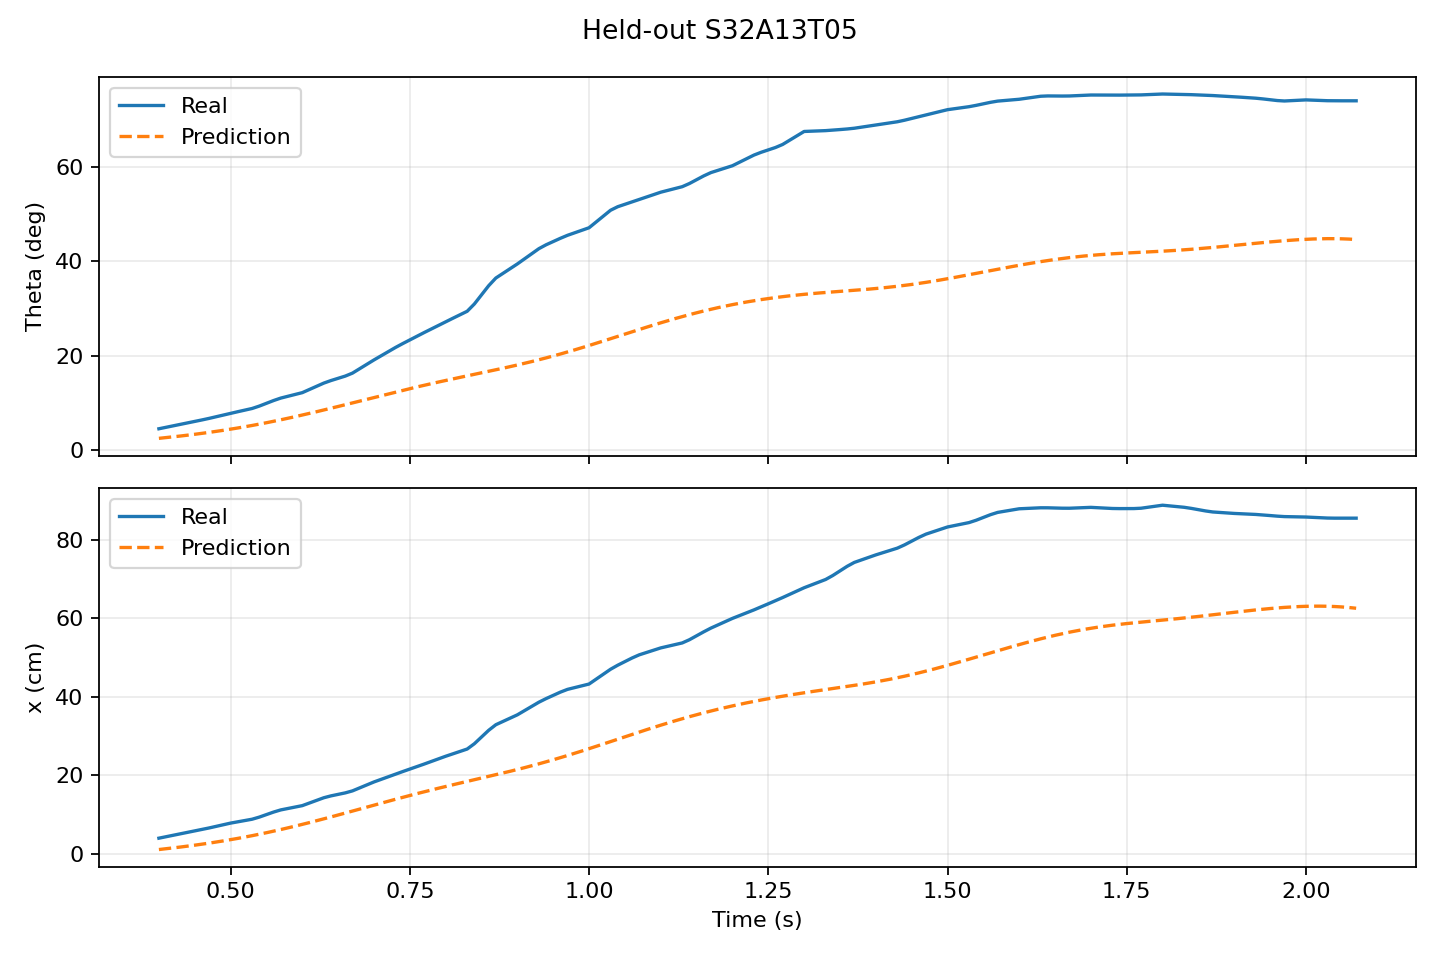 Held-out S32A13T05
Real
Prediction
Theta (deg)
60
40
20
0
Real
Prediction
x (cm)
80
60
40
20
0
0.50 0.75 1.00 1.25 1.50 1.75 2.00
Time (s)